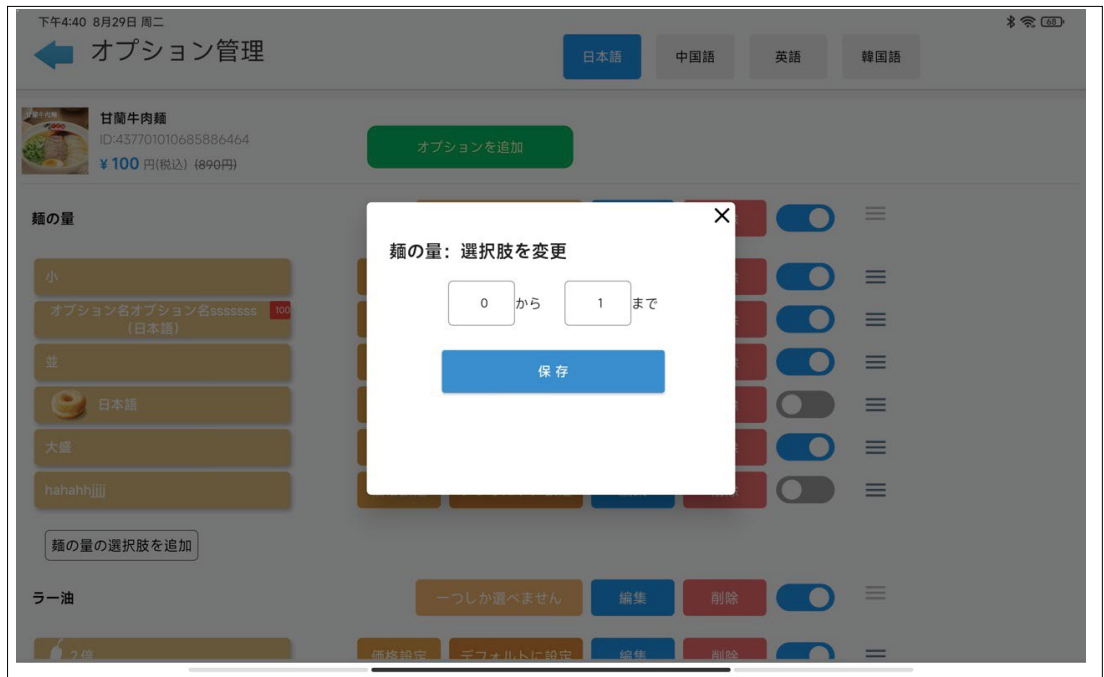 下午4:40 8月29日 周二
68
オプション管理
日本語
中国語
英語
韓国語
甘蘭牛肉麺
ID:437701010685886464
¥100 円(税込) (890円)
オプションを追加
麺の量
麺の量：選択肢を変更
0 から 1 まで
保存
小
オプション名オプション名sssssss
（日本語）
100
並
日本語
大盛
hahahhjjjj
削除
麺の量の選択肢を追加
ラー油
一つしか選べません
編集
削除
2倍
価格設定
デフォルトに設定
編集
削除